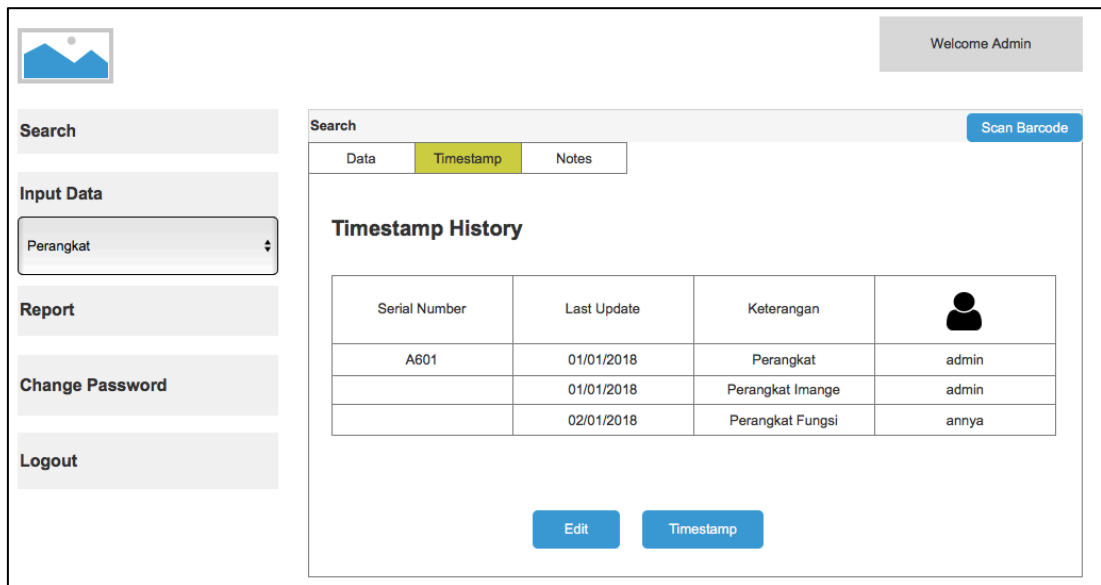 Welcome Admin
Search
Input Data
Perangkat
Report
Change Password
Logout
Search
Scan Barcode
Data Timestamp Notes
Timestamp History
Serial Number Last Update Keterangan
A601 01/01/2018 Perangkat admin
01/01/2018 Perangkat Imange admin
02/01/2018 Perangkat Fungsi annya
Edit Timestamp